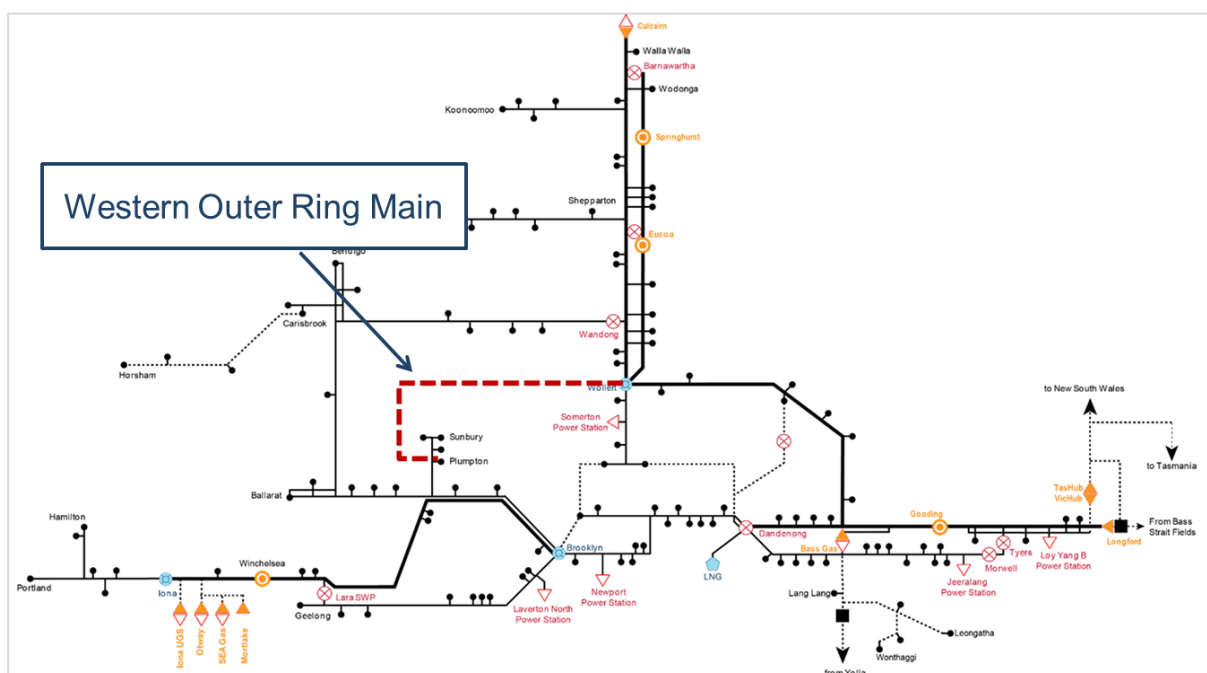 Culcairn
Walla Walla
Barnawartha
Wodonga
Koonoomoo
Springhurst
Western Outer Ring Main
Shepparton
Euroa
Bendigo
Carisbrook
Wandong
Horsham
Wollert
to New South Wales
Somerton
Power Station
Sunbury
Plumpton
to Tasmania
TasHub
VicHub
Ballarat
Hamilton
Gooding
Longford
From Bass
Strait Fields
Dandenong
Winchelsea
Brooklyn
Bass Gas
Tyers
Morwell
Loy Yang B
Power Station
Portland
Iona
Lara SWP
Geelong
Laverton North
Power Station
Newport
Power Station
LNG
Jeeralang
Power Station
Lang Lang
Iona UGS
Otway
SEA Gas
Mortlake
Leongatha
Wonthaggi
from Yolla